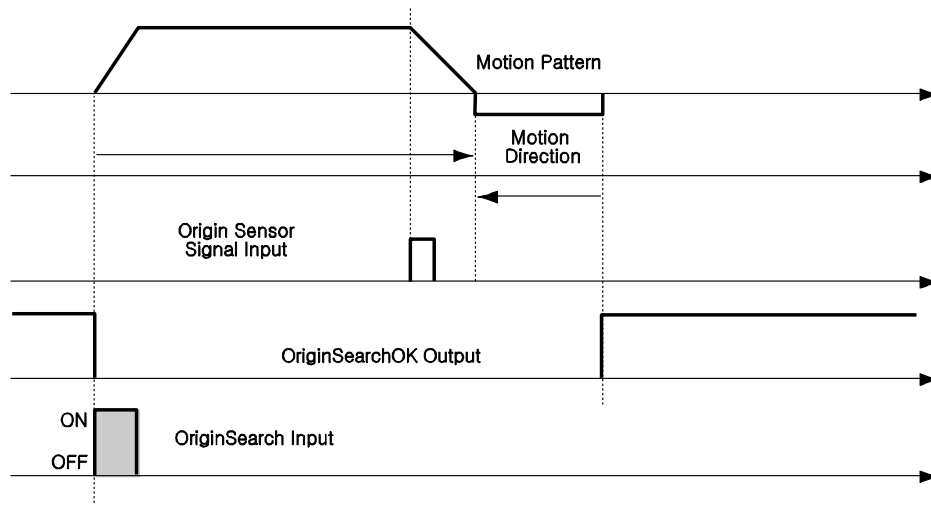 Motion Pattern
Motion
Direction
Origin Sensor
Signal Input
OriginSearchOK Output
ON
OriginSearch Input
OFF